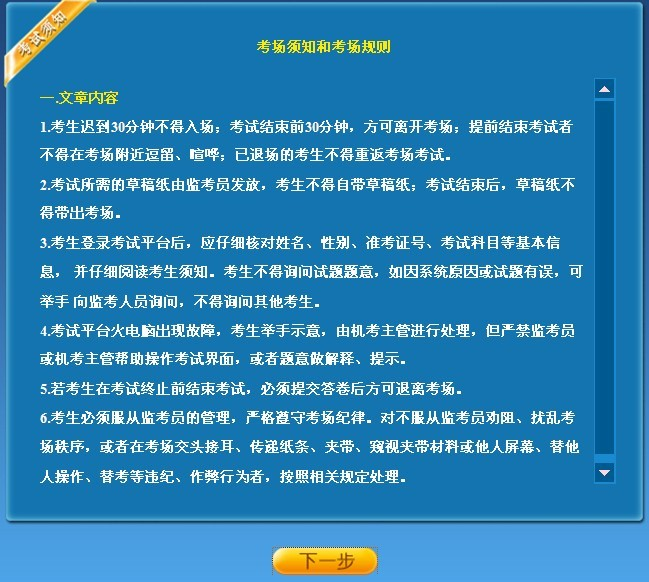 考试须知
考场须知和考场规则
一.文章内容
1.考生迟到30分钟不得入场；考试结束前30分钟，方可离开考场；提前结束考试者
不得在考场附近逗留、喧哗；已退场的考生不得重返考场考试。
2.考试所需的草稿纸由监考员发放，考生不得自带草稿纸；考试结束后，草稿纸不
得带出考场。
3.考生登录考试平台后，应仔细核对姓名、性别、准考证号、考试科目等基本信
息， 并仔细阅读考生须知。考生不得询问试题题意，如因系统原因或试题有误，可
举手 向监考人员询问，不得询问其他考生。
4.考试平台火电脑出现故障，考生举手示意，由机考主管进行处理，但严禁监考员
或机考主管帮助操作考试界面，或者题意做解释、提示。
5.若考生在考试终止前结束考试，必须提交答卷后方可退离考场。
6.考生必须服从监考员的管理，严格遵守考场纪律。对不服从监考员劝阻、扰乱考
场秩序，或者在考场交头接耳、传递纸条、夹带、窥视夹带材料或他人屏幕、替他
人操作、替考等违纪、作弊行为者，按照相关规定处理。
下一步